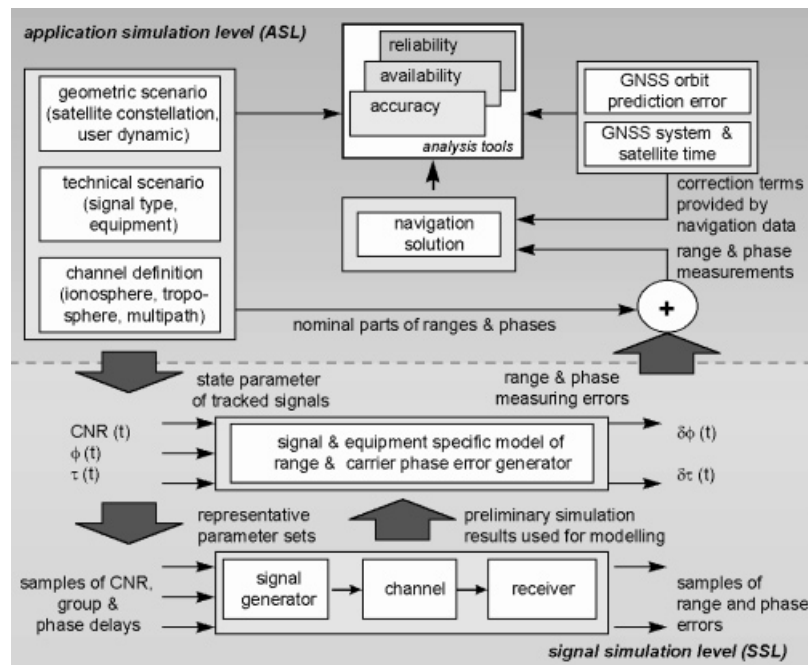 application simulation level (ASL)
geometric scenario
(satellite constellation,
user dynamic)
technical scenario
(signal type,
equipment)
channel definition
(ionosphere, tropo-
sphere, multipath)
reliability
availability
accuracy
analysis tools
GNSS orbit
prediction error
GNSS system &
satellite time
navigation
solution
correction terms
provided by
navigation data
range & phase
measurements
+
nominal parts of ranges & phases
state parameter
of tracked signals
range & phase
measuring errors
CNR (t)
ϕ (t)
τ (t)
signal & equipment specific model of
range & carrier phase error generator
δϕ (t)
δτ (t)
representative
parameter sets
preliminary simulation
results used for modelling
samples of CNR,
group &
phase delays
signal
generator
channel
receiver
samples of
range and phase
errors
signal simulation level (SSL)